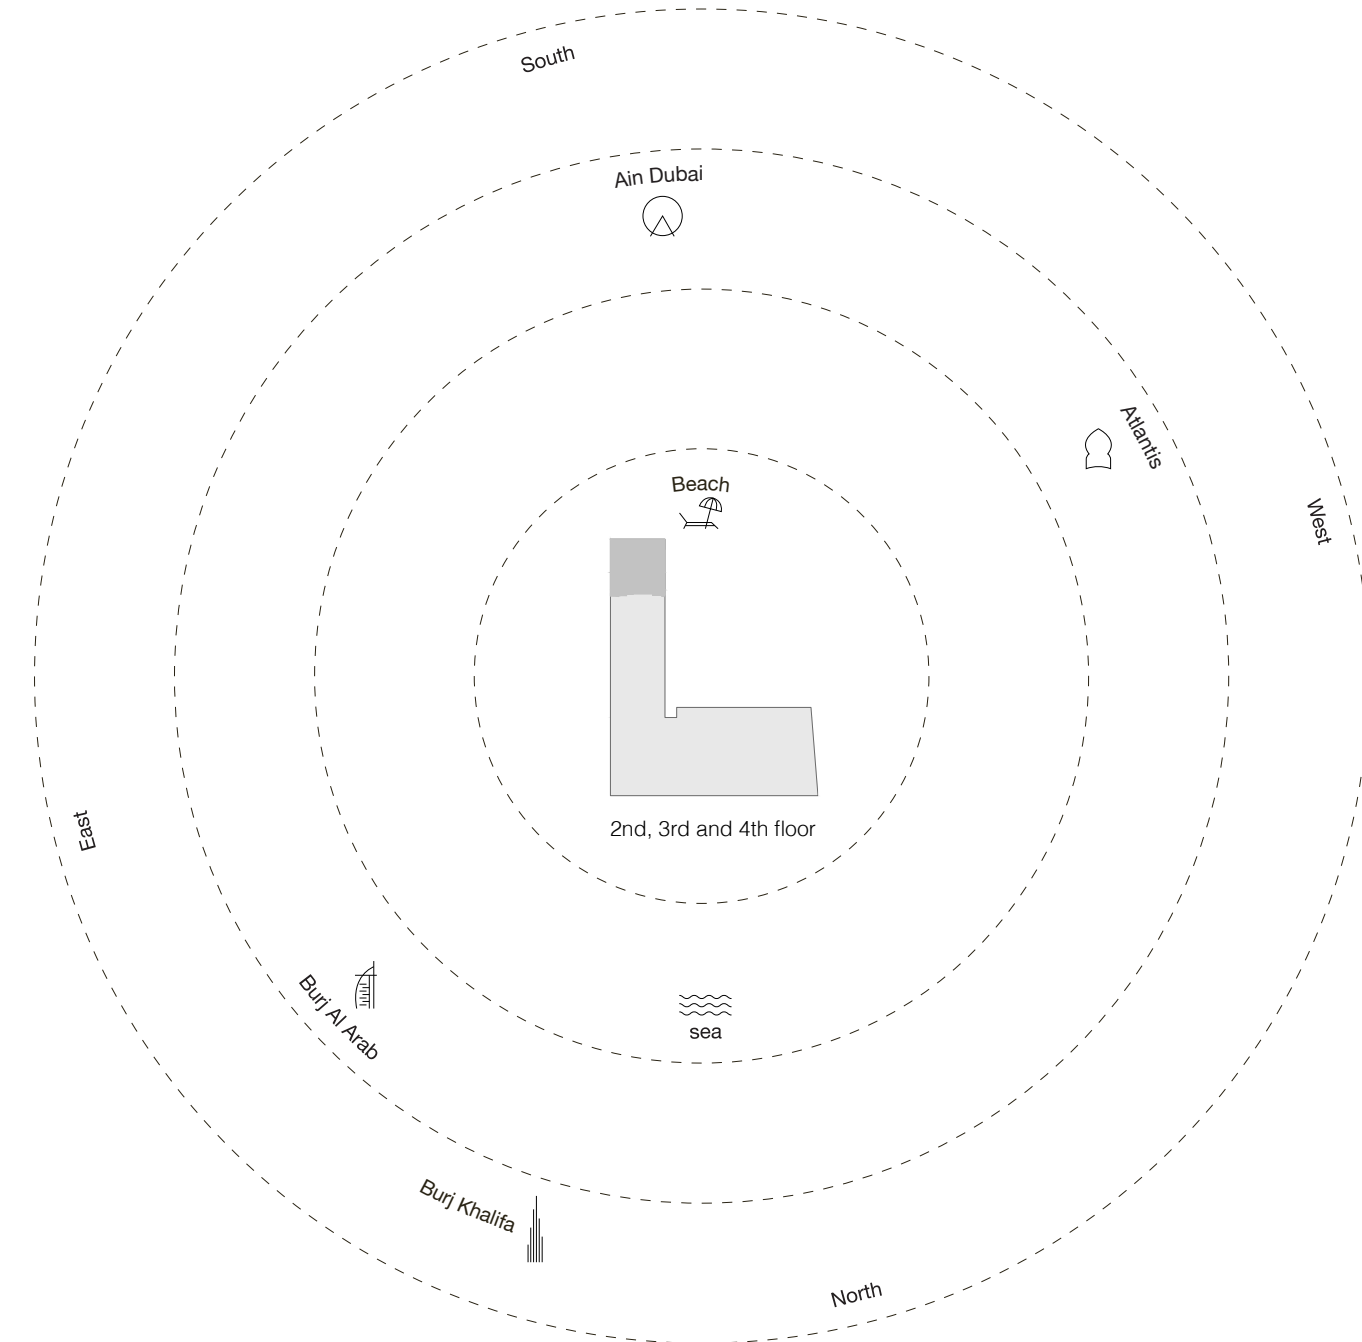 South
Ain Dubai
Atlantis
Beach
West
East
2nd, 3rd and 4th floor
Burj Al Arab
sea
Burj Khalifa
North